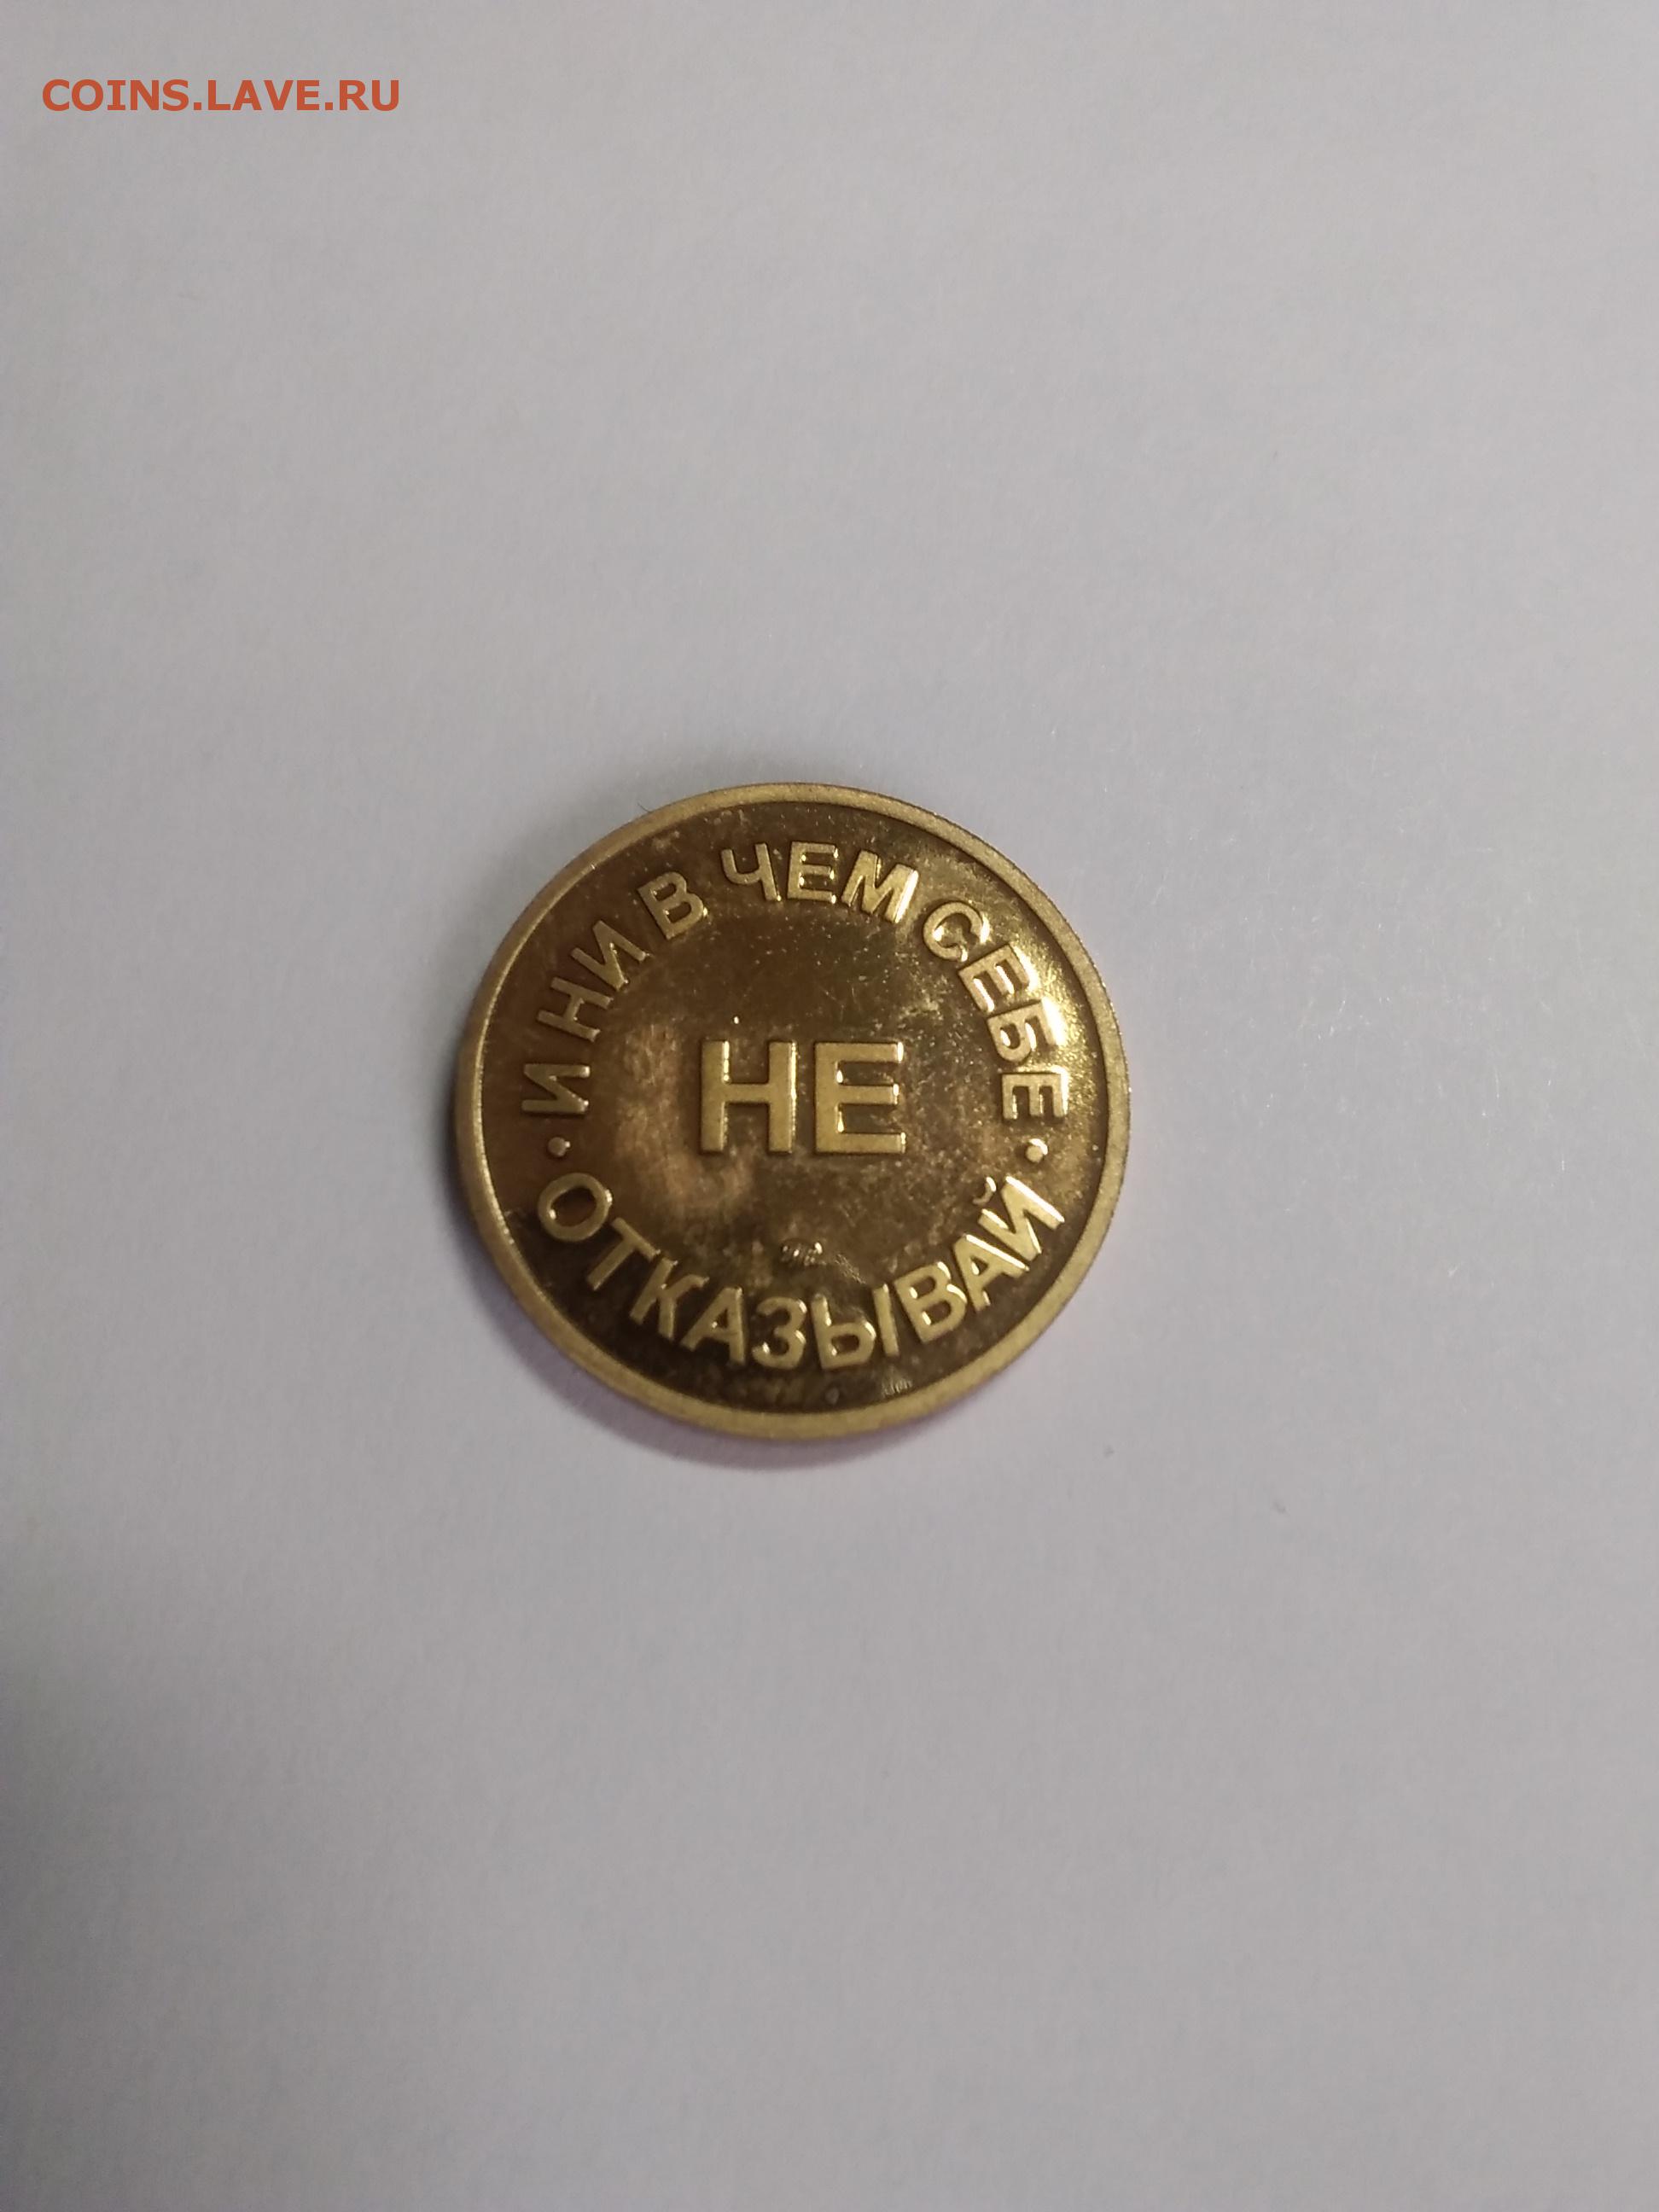 COINS.LAVE.RU
· И НИ В ЧЕМ СЕБЕ ·
НЕ
ОТКАЗЫВАЙ